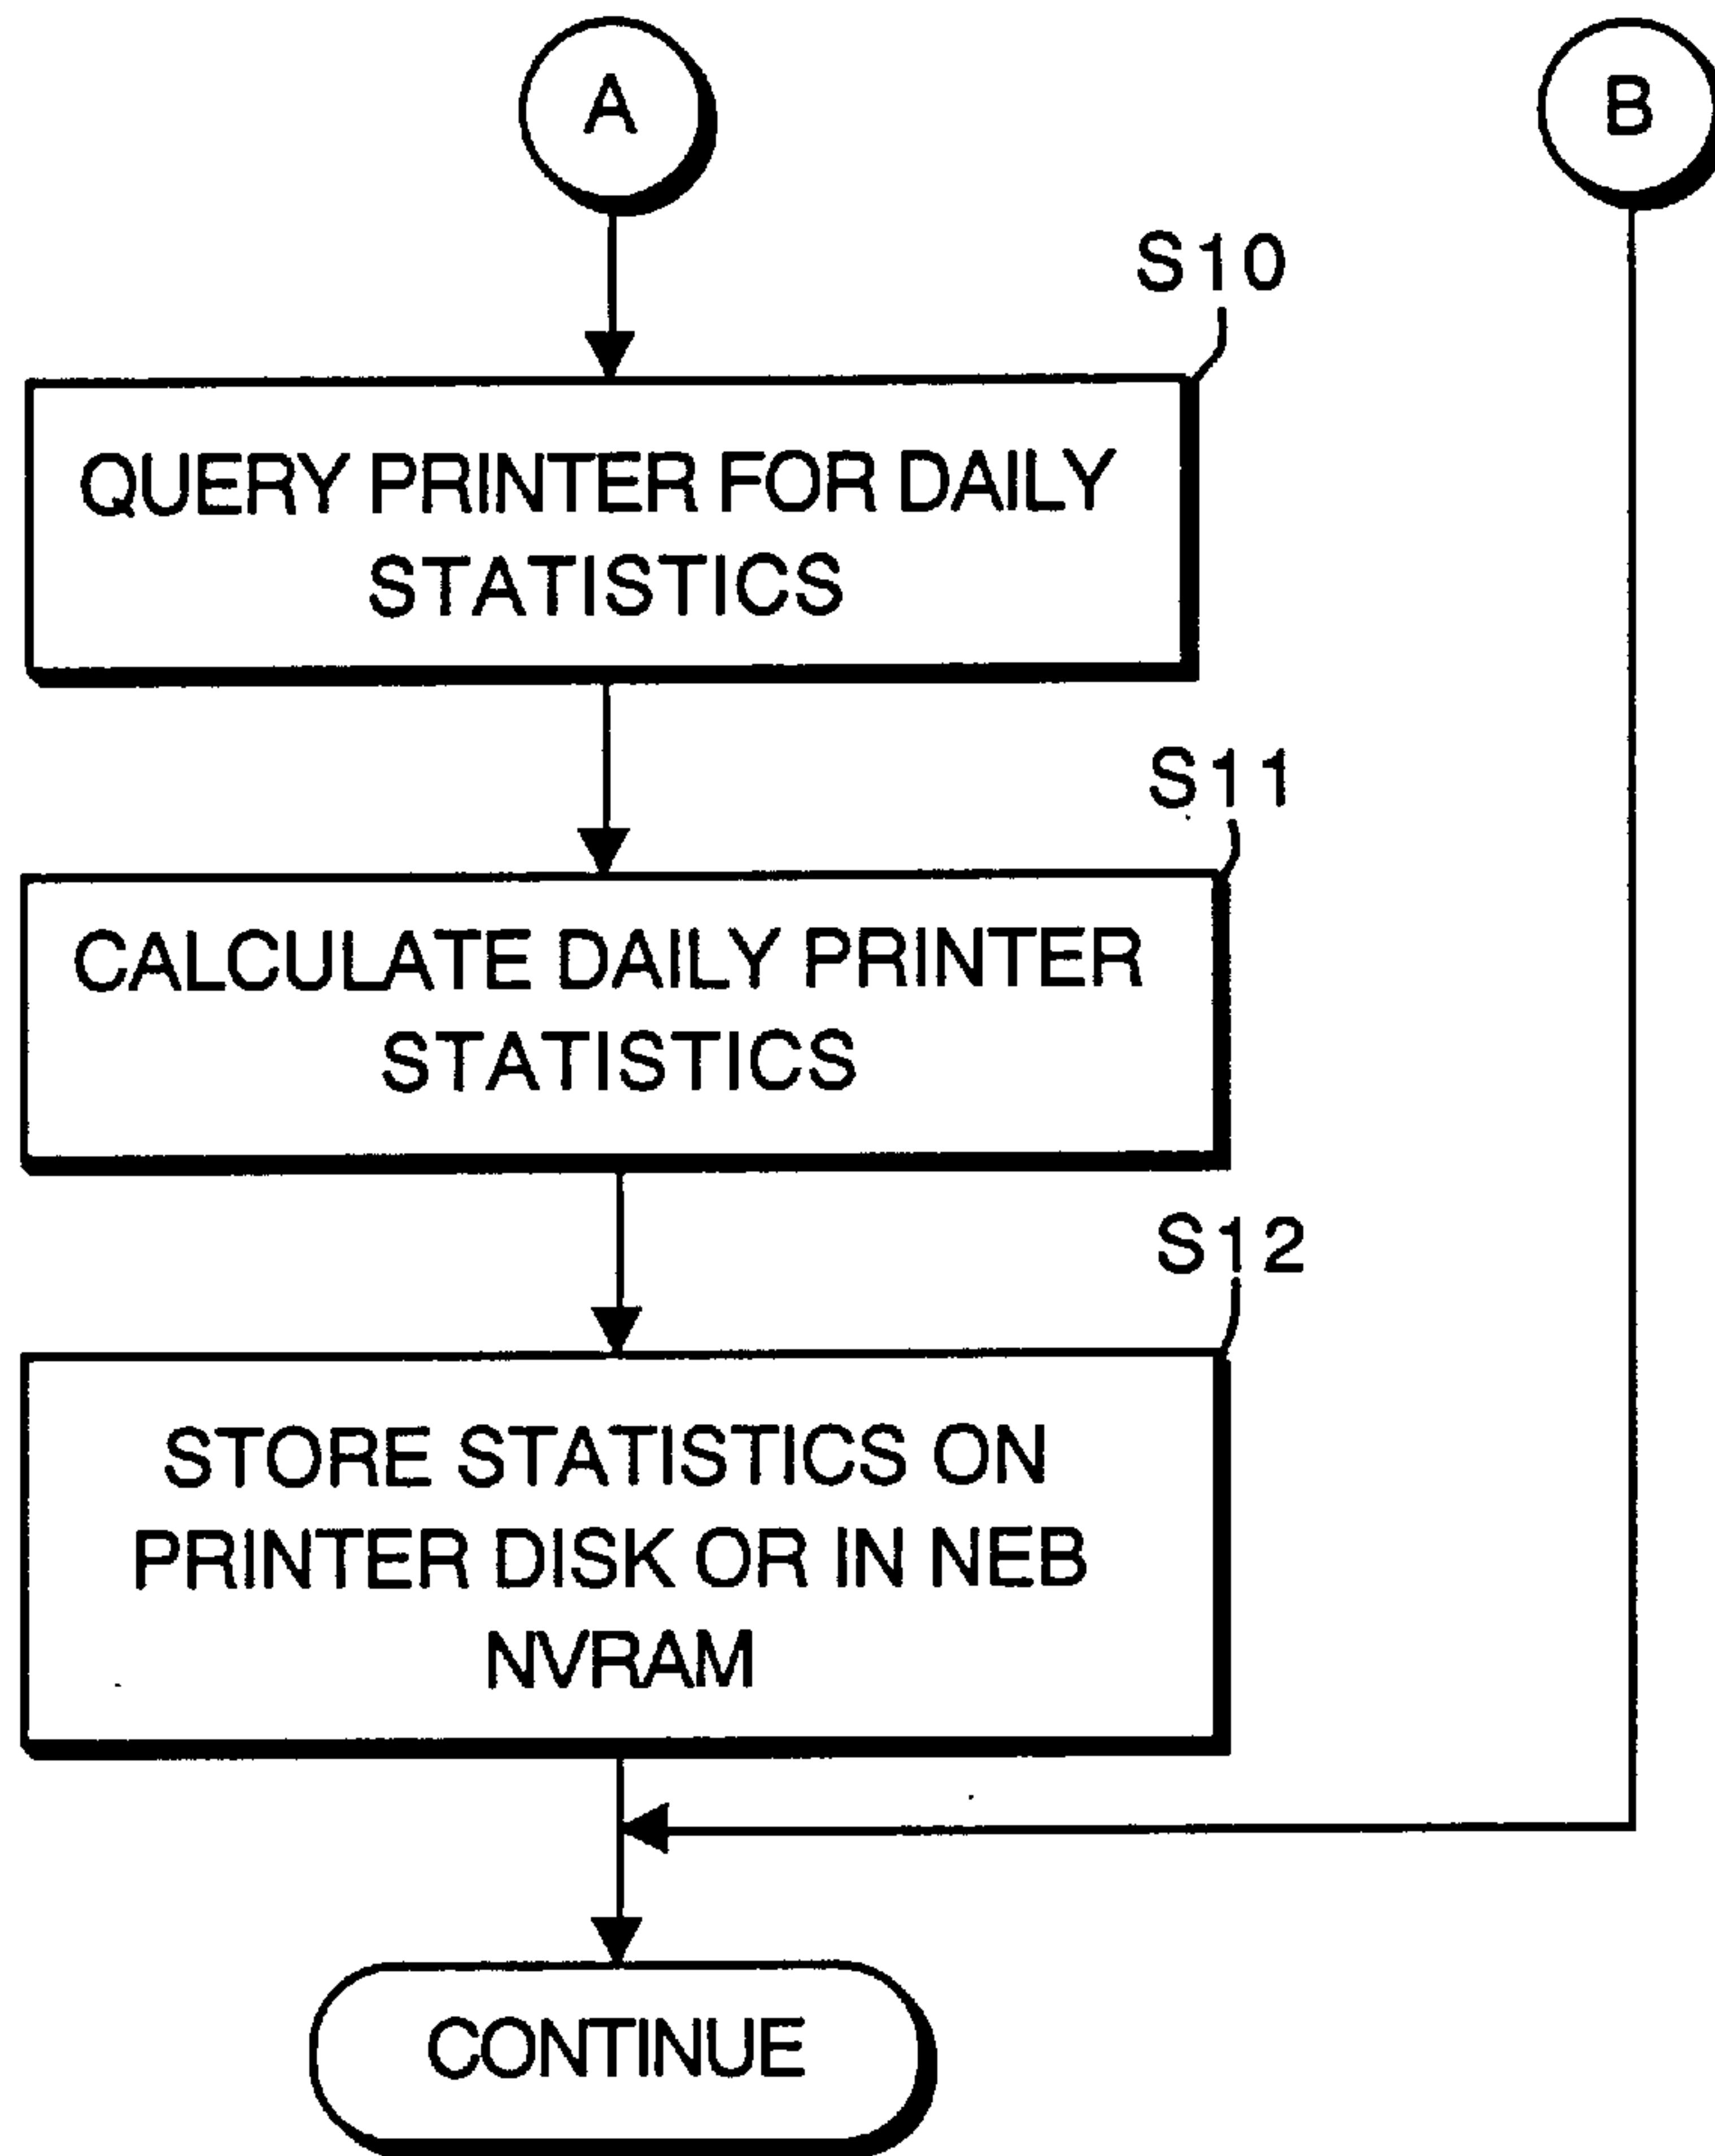 A
B
S10
QUERY PRINTER FOR DAILY
STATISTICS
S11
CALCULATE DAILY PRINTER
STATISTICS
S12
STORE STATISTICS ON
PRINTER DISK OR IN NEB
NVRAM
CONTINUE